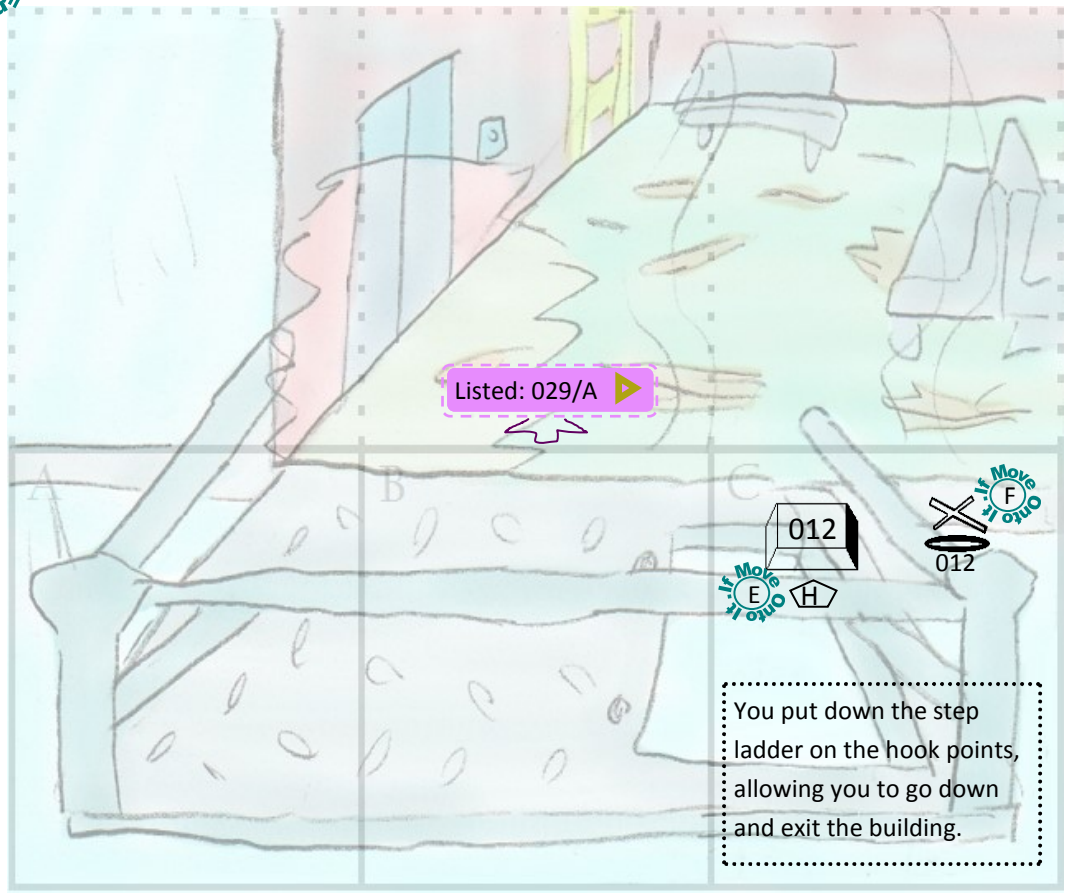 Listed: 029/A
A
B
C
012
If Move Onto It.
F
012
If Move Onto It.
E
H
You put down the step
ladder on the hook points,
allowing you to go down
and exit the building.